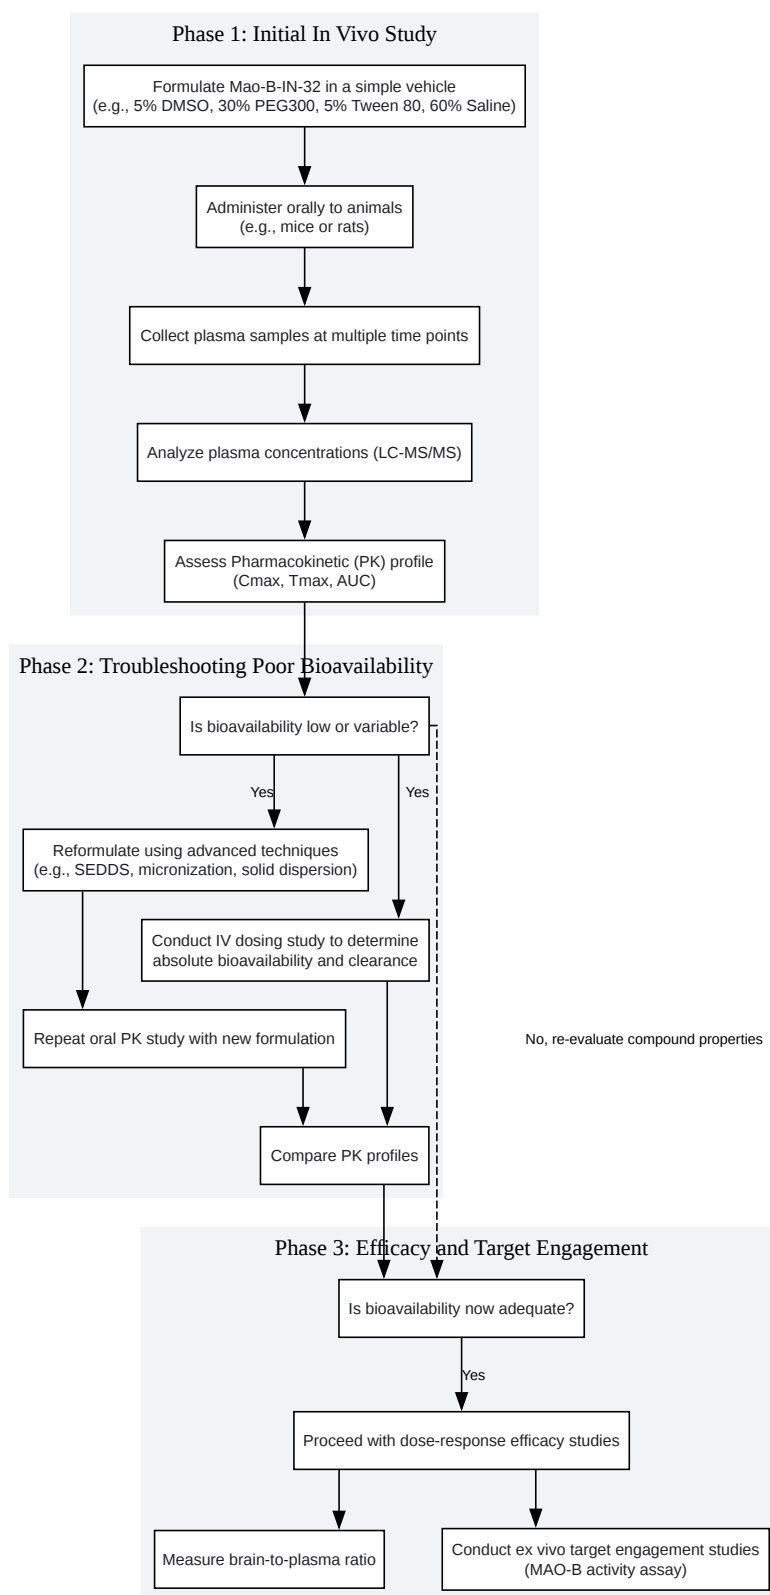 Phase 1: Initial In Vivo Study
Formulate Mao-B-IN-32 in a simple vehicle
(e.g., 5% DMSO, 30% PEG300, 5% Tween 80, 60% Saline)
Administer orally to animals
(e.g., mice or rats)
Collect plasma samples at multiple time points
Analyze plasma concentrations (LC-MS/MS)
Assess Pharmacokinetic (PK) profile
(Cmax, Tmax, AUC)
Phase 2: Troubleshooting Poor Bioavailability
Is bioavailability low or variable?
Yes
Yes
Reformulate using advanced techniques
(e.g., SEDDS, micronization, solid dispersion)
Conduct IV dosing study to determine
absolute bioavailability and clearance
Repeat oral PK study with new formulation
No, re-evaluate compound properties
Compare PK profiles
Phase 3: Efficacy and Target Engagement
Is bioavailability now adequate?
Yes
Proceed with dose-response efficacy studies
Measure brain-to-plasma ratio
Conduct ex vivo target engagement studies
(MAO-B activity assay)